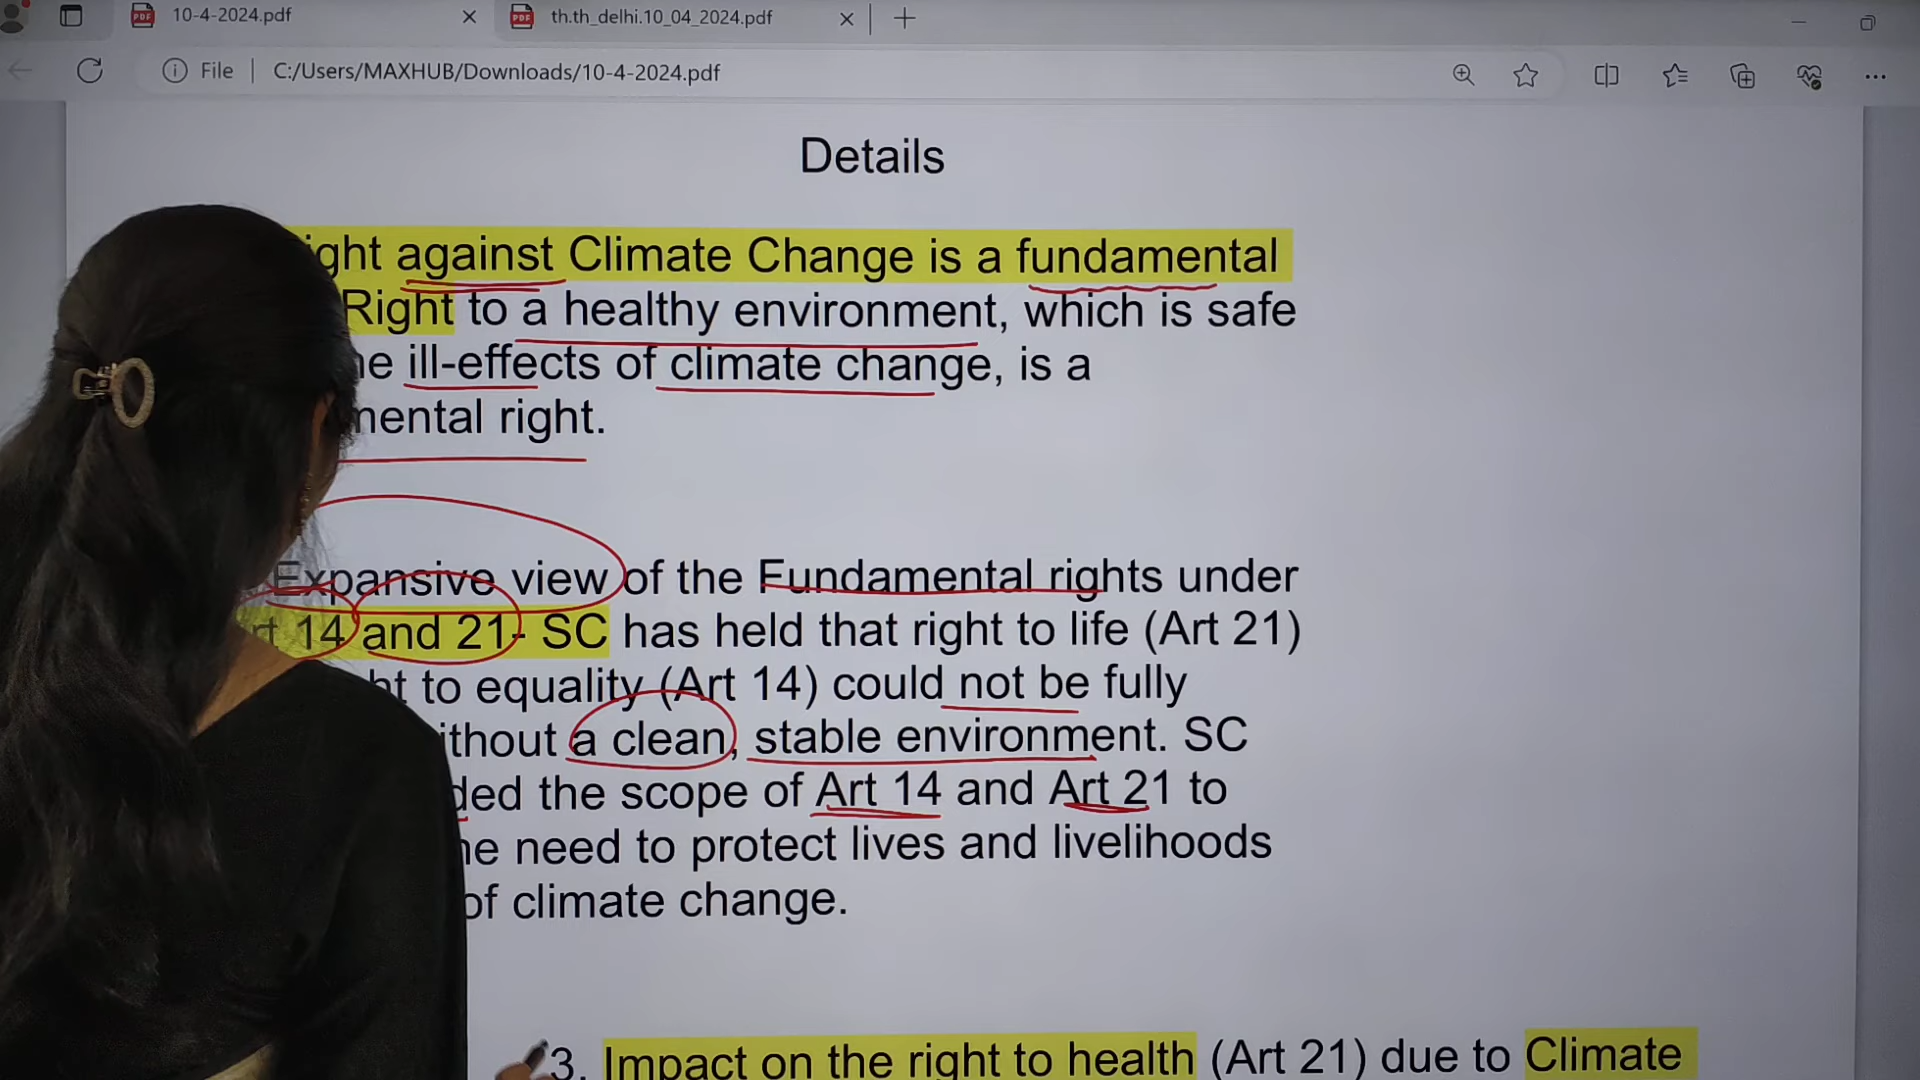 10-4-2024.pdf
th.th_delhi.10_04_2024.pdf
File
C:/Users/MAXHUB/Downloads/10-4-2024.pdf
Details
against Climate Change is a fundamental
Right to a healthy environment, which is safe
ill-effects of climate change, is a
right.
Expansive view of the Fundamental rights under
14 and 21- SC has held that right to life (Art 21)
to equality (Art 14) could not be fully
a clean, stable environment. SC
the scope of Art 14 and Art 21 to
need to protect lives and livelihoods
of climate change.
3. Impact on the right to health (Art 21) due to Climate